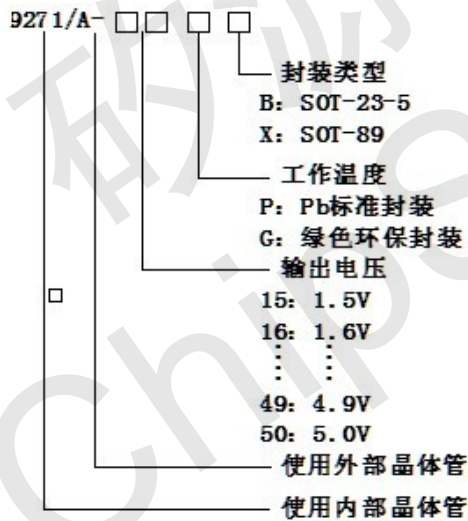 9271/A-□□ □ □
封装类型
B: SOT-23-5
X: SOT-89
工作温度
P: Pb标准封装
G: 绿色环保封装
输出电压
15: 1.5V
16: 1.6V
⋮ ⋮
49: 4.9V
50: 5.0V
使用外部晶体管
使用内部晶体管
Chips